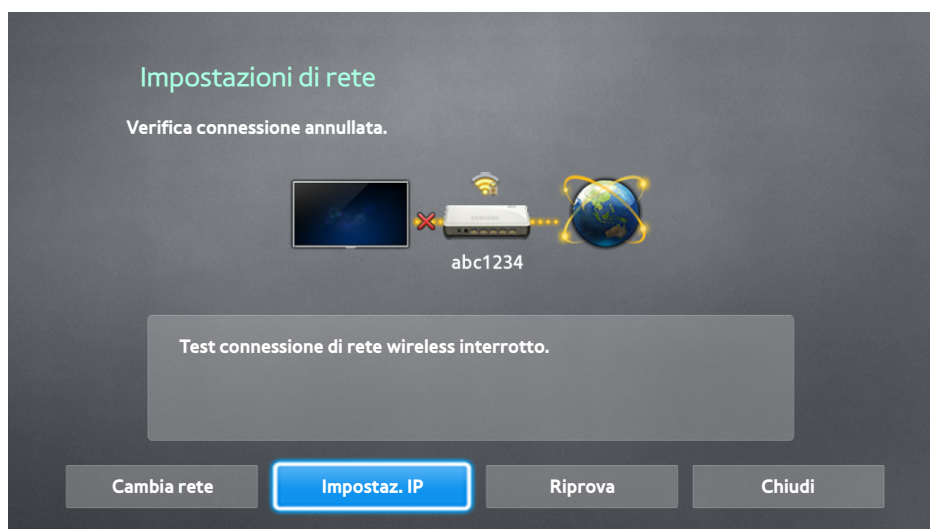 Impostazioni di rete
Verifica connessione annullata.
SAMSUNG
abc1234
Test connessione di rete wireless interrotto.
Cambia rete
Impostaz. IP
Riprova
Chiudi